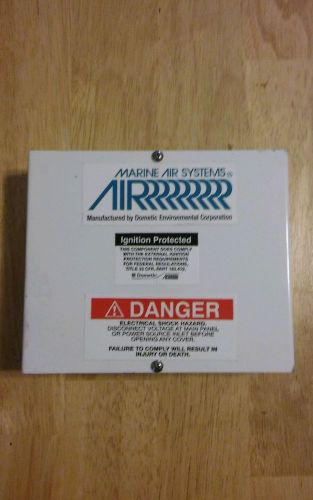 MARINE AIR SYSTEMS®
AIR
Manufactured by Dometic Environmental Corporation
Ignition Protected
THIS COMPONENT DOES COMPLY
WITH THE EXTERNAL IGNITION
PROTECTION REQUIREMENTS
FOR FEDERAL REGULATIONS,
TITLE 33 CFR, PART 183.410.
Dometic
DANGER
ELECTRICAL SHOCK HAZARD.
DISCONNECT VOLTAGE AT MAIN PANEL
OR POWER SOURCE INLET BEFORE
OPENING ANY COVER.
FAILURE TO COMPLY WILL RESULT IN
INJURY OR DEATH.